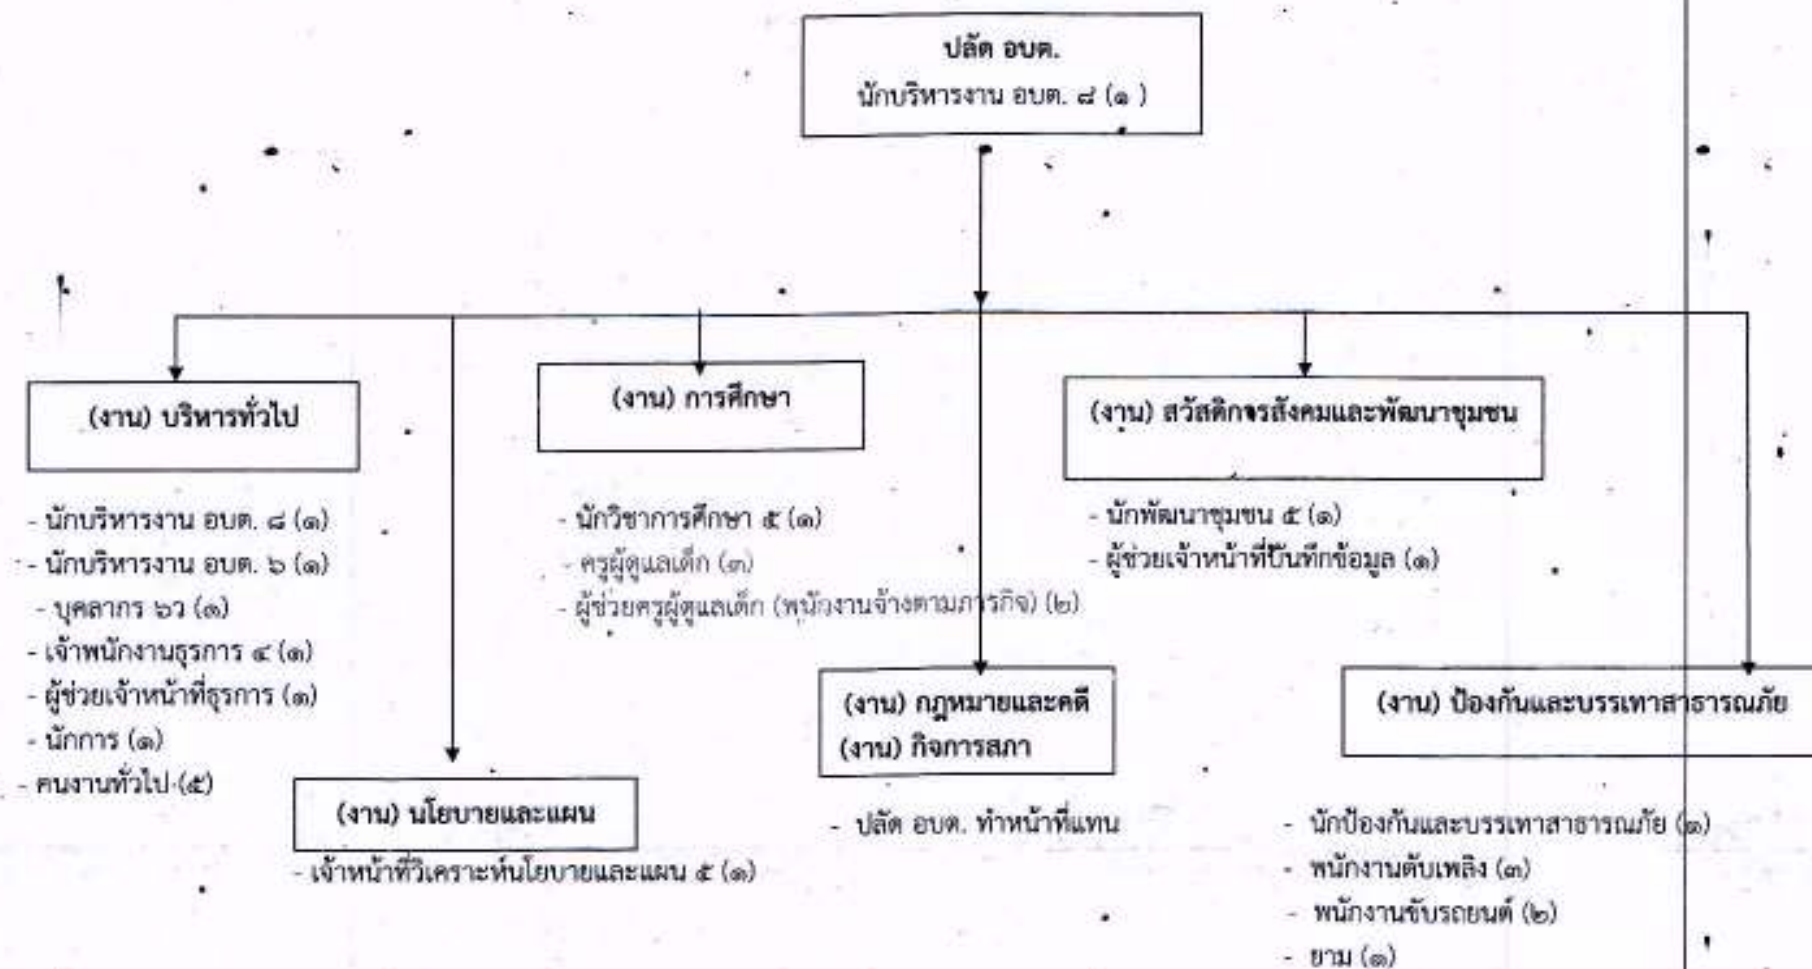 ปลัด อบต.
นักบริหารงาน อบต. ๘ (๑ )
(งาน) บริหารทั่วไป
- นักบริหารงาน อบต. ๘ (๑)
- นักบริหารงาน อบต. ๖ (๑)
- บุคลากร ๖ว (๑)
- เจ้าพนักงานธุรการ ๔ (๑)
- ผู้ช่วยเจ้าหน้าที่ธุรการ (๑)
- นักการ (๑)
- คนงานทั่วไป (๕)
(งาน) นโยบายและแผน
- เจ้าหน้าที่วิเคราะห์นโยบายและแผน ๕ (๑)
(งาน) การศึกษา
- นักวิชาการศึกษา ๕ (๑)
- ครูผู้ดูแลเด็ก (๓)
- ผู้ช่วยครูผู้ดูแลเด็ก (พนักงานจ้างตามภารกิจ) (๒)
(งาน) กฎหมายและคดี
(งาน) กิจการสภา
- ปลัด อบต. ทำหน้าที่แทน
(งาน) สวัสดิการสังคมและพัฒนาชุมชน
- นักพัฒนาชุมชน ๕ (๑)
- ผู้ช่วยเจ้าหน้าที่บันทึกข้อมูล (๑)
(งาน) ป้องกันและบรรเทาสาธารณภัย
- นักป้องกันและบรรเทาสาธารณภัย (๑)
- พนักงานดับเพลิง (๓)
- พนักงานขับรถยนต์ (๒)
- ยาม (๑)